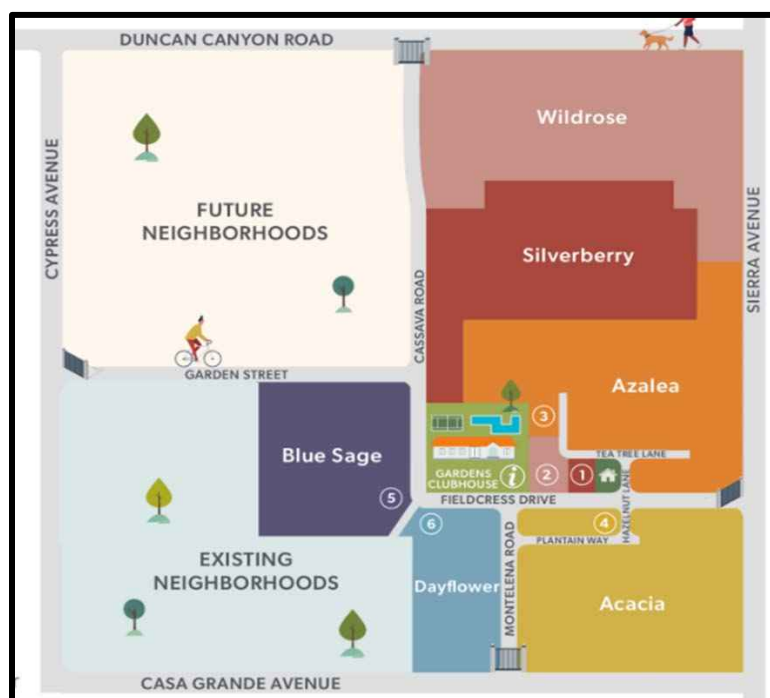 DUNCAN CANYON ROAD
CYPRESS AVENUE
FUTURE
NEIGHBORHOODS
CASSAVA ROAD
Wildrose
Silverberry
SIERRA AVENUE
Azalea
GARDEN STREET
Blue Sage
3
TEA TREE LANE
GARDENS
CLUBHOUSE
i
2
1
5
FIELDCRESS DRIVE
HAZELNUT LANE
6
4
PLANTAIN WAY
MONTELENA ROAD
EXISTING
NEIGHBORHOODS
Dayflower
Acacia
CASA GRANDE AVENUE